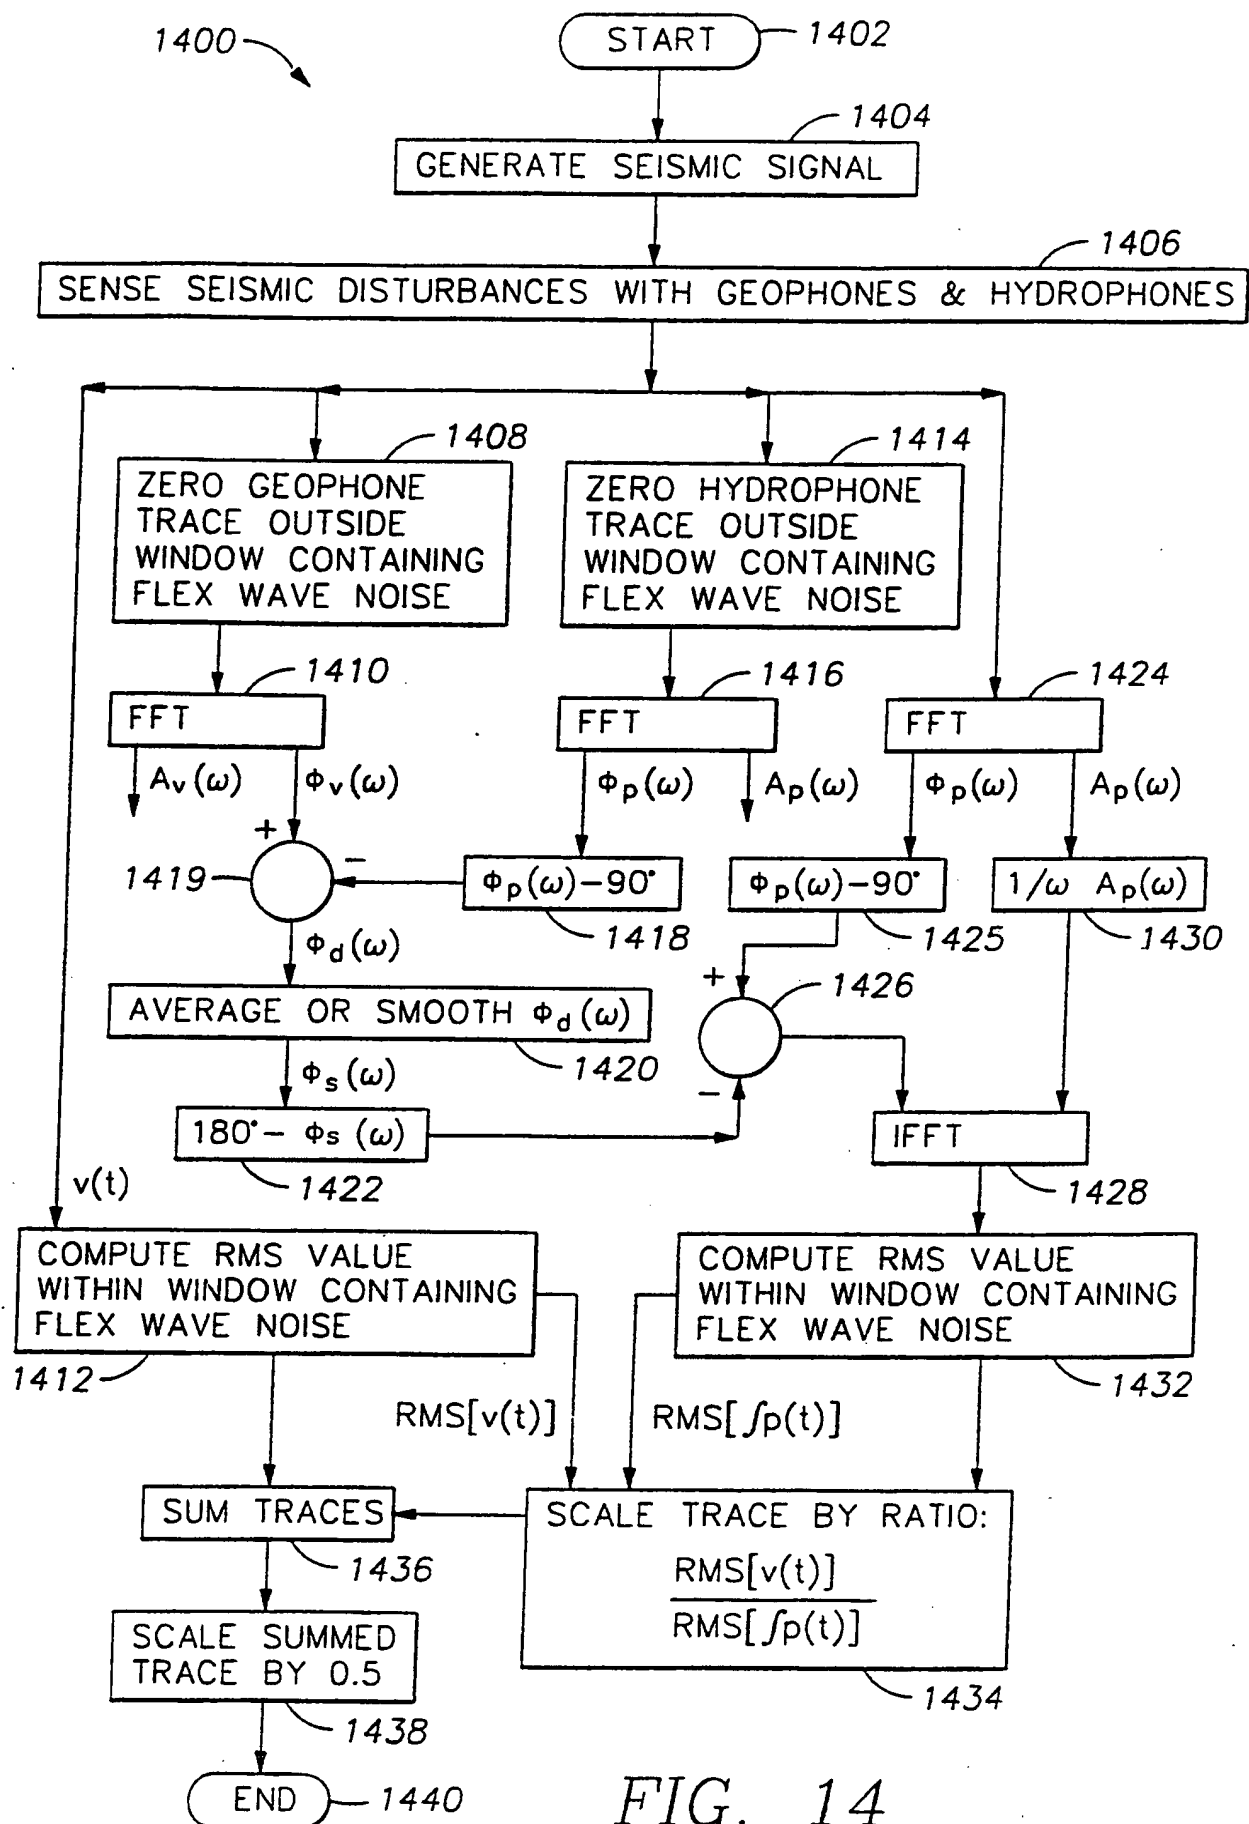 1400
START
1402
1404
GENERATE SEISMIC SIGNAL
1406
SENSE SEISMIC DISTURBANCES WITH GEOPHONES & HYDROPHONES
1408
ZERO GEOPHONE
TRACE OUTSIDE
WINDOW CONTAINING
FLEX WAVE NOISE
1414
ZERO HYDROPHONE
TRACE OUTSIDE
WINDOW CONTAINING
FLEX WAVE NOISE
1410
FFT
1416
FFT
1424
FFT
Av(ω)
Φv(ω)
Φp(ω)
Ap(ω)
Φp(ω)
Ap(ω)
+
-
1419
Φp(ω)-90°
1418
Φp(ω)-90°
1425
1/ω Ap(ω)
1430
Φd(ω)
+
1426
-
AVERAGE OR SMOOTH Φd(ω)
1420
Φs(ω)
180°- Φs (ω)
1422
IFFT
1428
v(t)
COMPUTE RMS VALUE
WITHIN WINDOW CONTAINING
FLEX WAVE NOISE
1412
COMPUTE RMS VALUE
WITHIN WINDOW CONTAINING
FLEX WAVE NOISE
1432
RMS[v(t)]
RMS[∫p(t)]
SUM TRACES
1436
SCALE TRACE BY RATIO:
RMS[v(t)]
RMS[∫p(t)]
1434
SCALE SUMMED
TRACE BY 0.5
1438
END
1440
FIG. 14